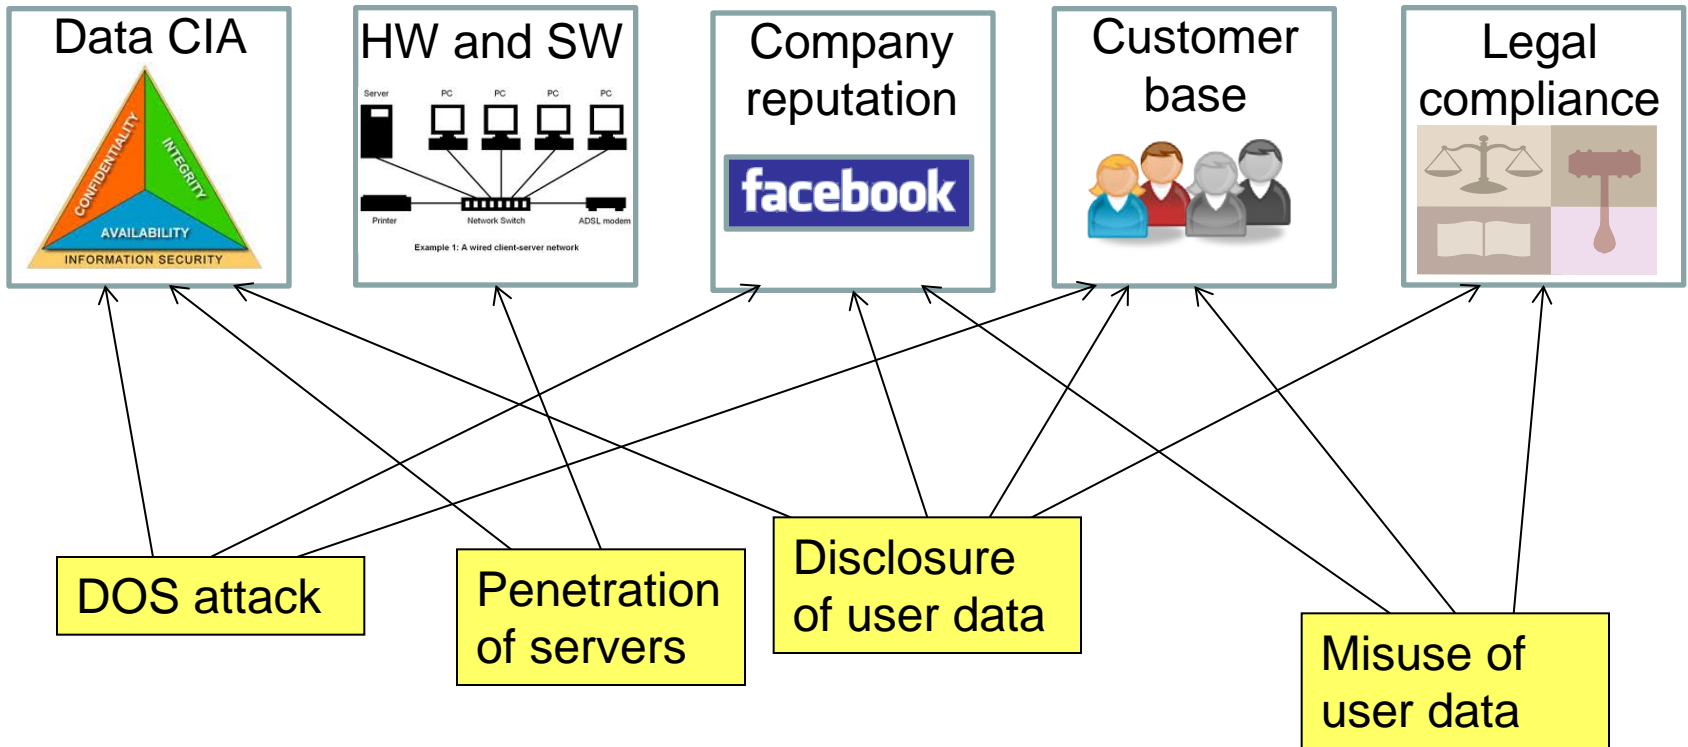 Data CIA
CONFIDENTIALITY
INTEGRITY
AVAILABILITY
INFORMATION SECURITY
HW and SW
Server
PC
PC
PC
PC
Printer
Network Switch
ADSL modem
Example 1: A wired client-server network
Company
reputation
facebook
Customer
base
Legal
compliance
DOS attack
Penetration
of servers
Disclosure
of user data
Misuse of
user data